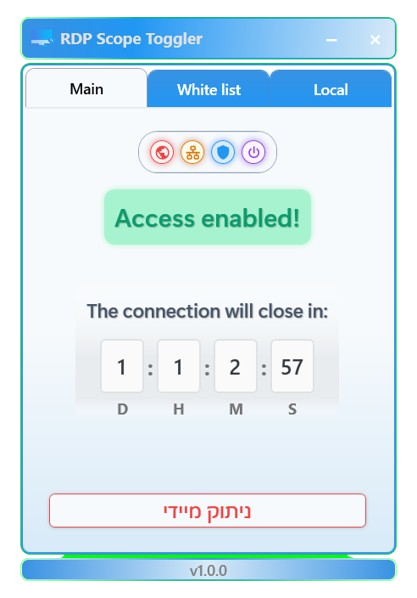 RDP Scope Toggler
Main White list Local
Access enabled!
The connection will close in:
1 : 1 : 2 : 57
D H M S
ניתוק מיידי
v1.0.0